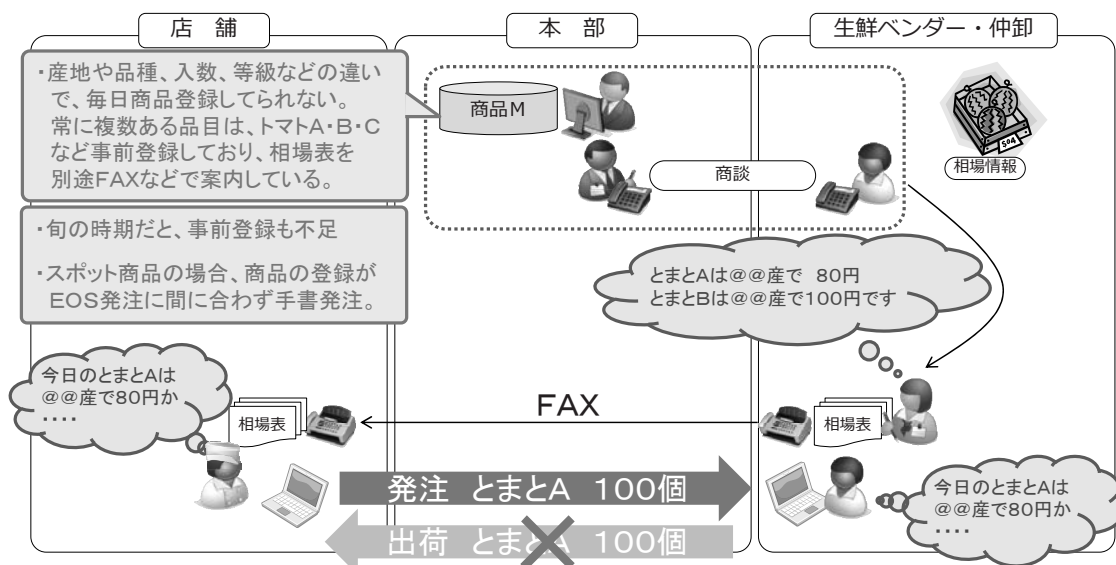 店 舗
本 部
生鮮ベンダー・仲卸
・産地や品種、入数、等級などの違い
で、毎日商品登録してられない。
常に複数ある品目は、トマトA・B・C
など事前登録しており、相場表を
別途FAXなどで案内している。
・旬の時期だと、事前登録も不足
・スポット商品の場合、商品の登録が
EOS発注に間に合わず手書発注。
商品M
商談
504
相場情報
とまとAは@@産で 80円
とまとBは@@産で100円です
今日のとまとAは
@@産で80円か
・・・・
相場表
FAX
相場表
発注 とまとA 100個
出荷 とまとA 100個
今日のとまとAは
@@産で80円か
・・・・